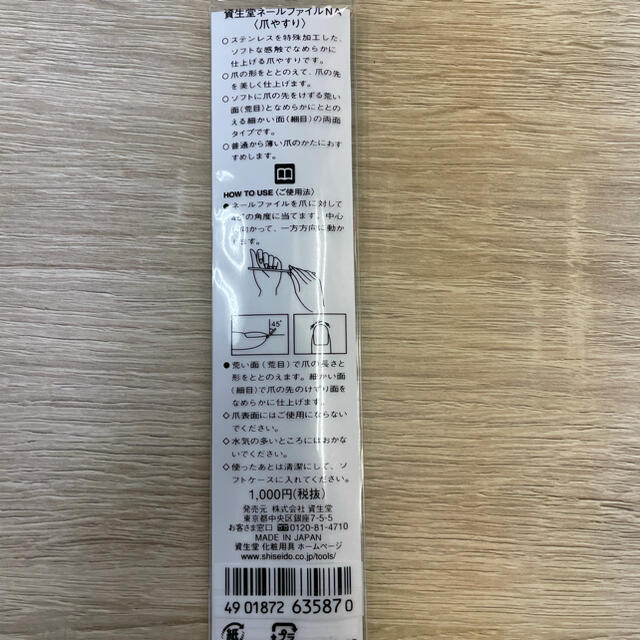 資生堂ネールファイルNA
〈爪やすり〉
○ステンレスを特殊加工した、
ソフトな感触でなめらかに
仕上げる爪やすりです。
○爪の形をととのえて、爪の先
を美しく仕上げます。
○ソフトに爪の先をけずる荒い
面(荒目)となめらかにととの
える細かい面(細目)の両面
タイプです。
○普通から薄い爪のかたにおす
すめします。
HOW TO USE〈ご使用法〉
●ネールファイルを爪に対して
45°の角度に当てます。中心
に向かって、一方方向に動か
します。
45°
●荒い面(荒目)で爪の長さと
形をととのえます。細かい面
(細目)で爪の先のけずり面
をなめらかに仕上げます。
◇爪表面にはご使用にならない
でください。
◇水気の多いところにはおかな
いでください。
◇使ったあとは清潔にして、ソ
フトケースに入れてください。
1,000円(税抜)
発売元 株式会社 資生堂
東京都中央区銀座7-5-5
お客さま窓口 0120-81-4710
MADE IN JAPAN
資生堂 化粧用具 ホームページ
www.shiseido.co.jp/tools/
49 01872 635870
紙
プラ